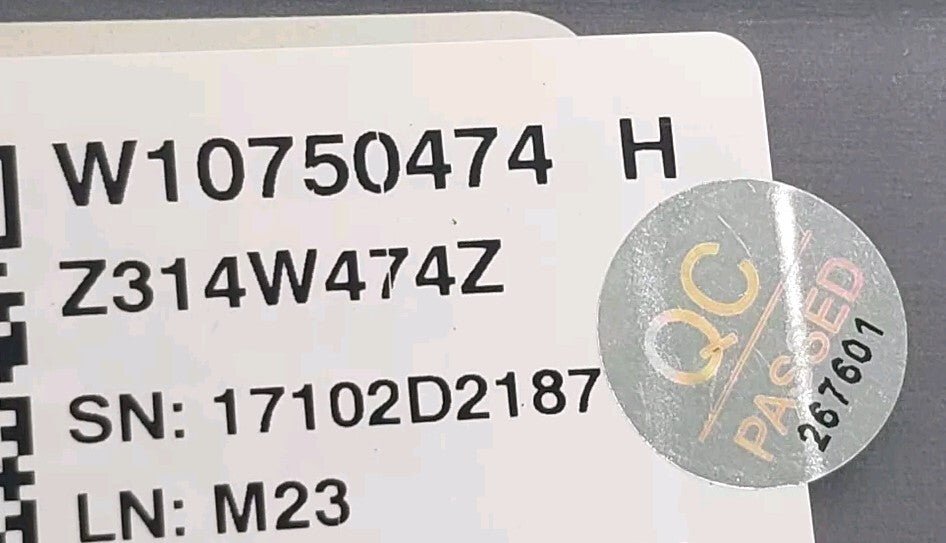 W10750474 H
Z314W474Z
SN: 17102D2187
LN: M23
QC
PASSED
267601